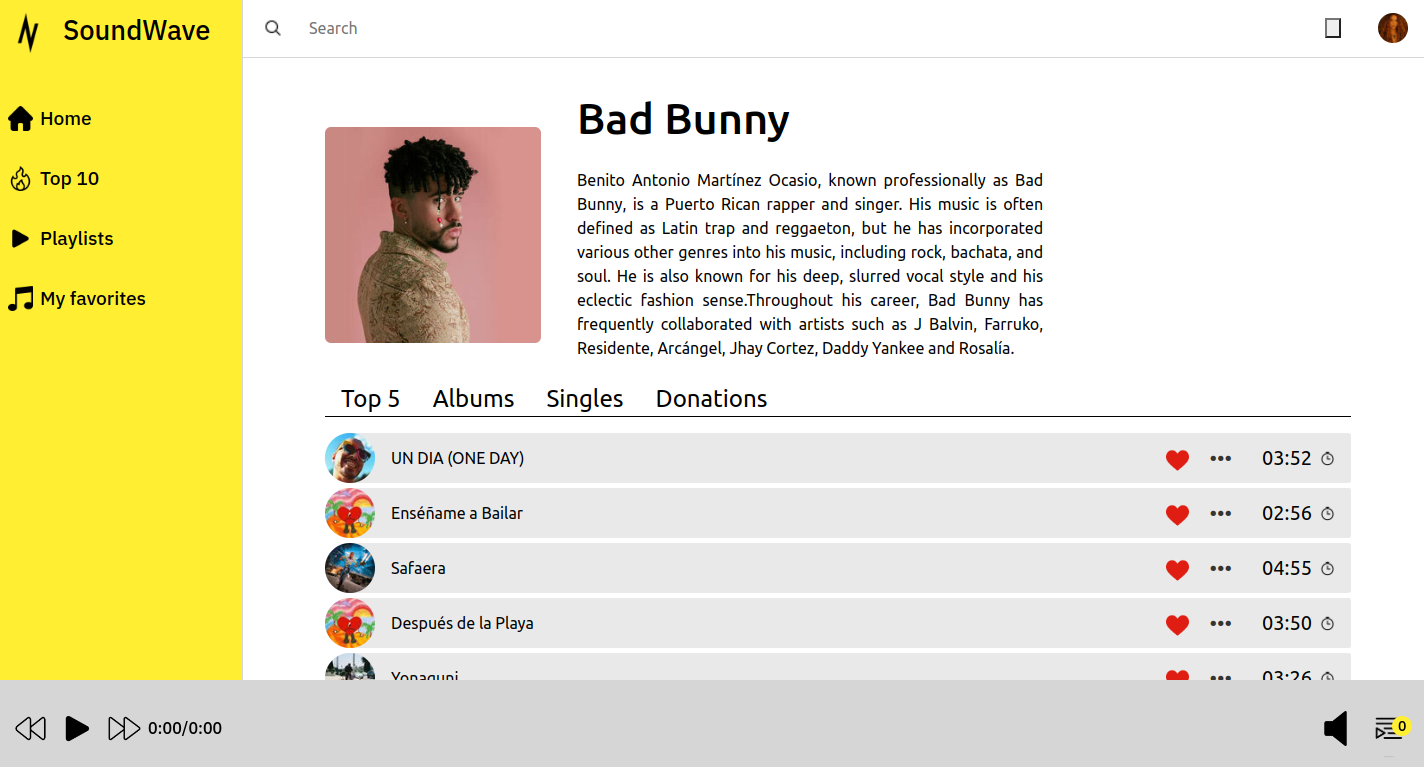 SoundWave
Search
Home
Top 10
Playlists
My favorites
Bad Bunny
Benito Antonio Martínez Ocasio, known professionally as Bad
Bunny, is a Puerto Rican rapper and singer. His music is often
defined as Latin trap and reggaeton, but he has incorporated
various other genres into his music, including rock, bachata, and
soul. He is also known for his deep, slurred vocal style and his
eclectic fashion sense.Throughout his career, Bad Bunny has
frequently collaborated with artists such as J Balvin, Farruko,
Residente, Arcángel, Jhay Cortez, Daddy Yankee and Rosalía.
Top 5 Albums Singles Donations
UN DIA (ONE DAY) 03:52
Enséñame a Bailar 02:56
Safaera 04:55
Después de la Playa 03:50
Yonaguni 03:26
0:00/0:00
0